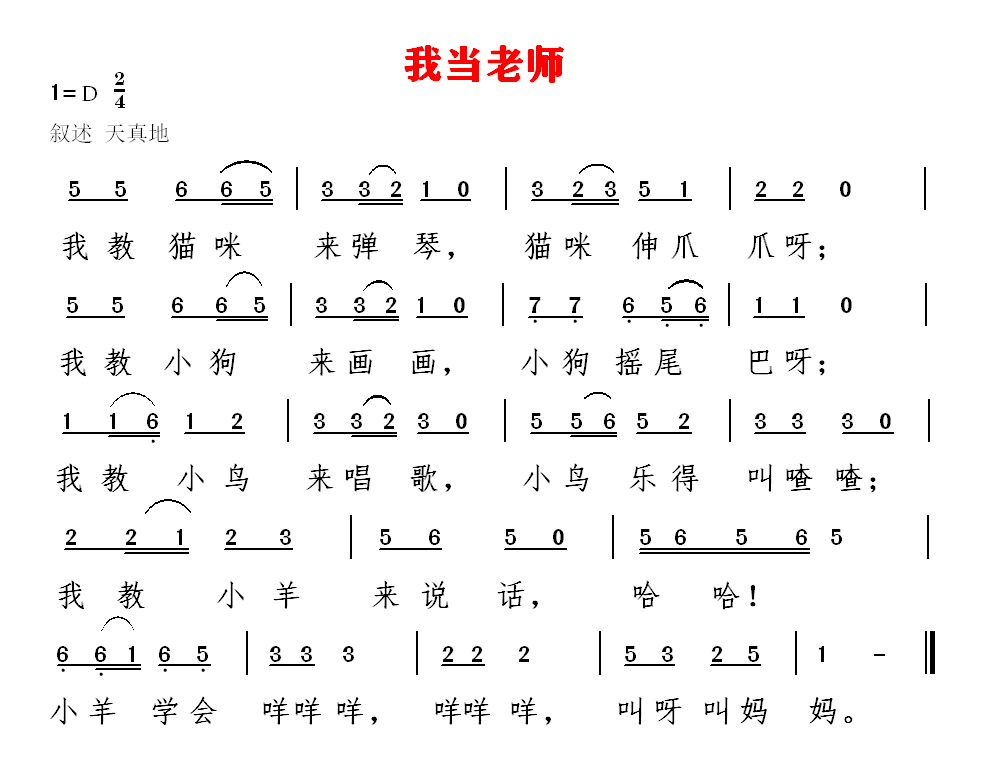 我当老师
1=D 2/4
叙述 天真地
5 5 6 6 5 | 3 3 2 1 0 | 3 2 3 5 1 | 2 2 0 |
我教猫咪 来弹琴, 猫咪伸爪 爪呀;
5 5 6 6 5 | 3 3 2 1 0 | 7 7 6 5 6 | 1 1 0 |
我教小狗 来画画, 小狗摇尾 巴呀;
1 1 6 1 2 | 3 3 2 3 0 | 5 5 6 5 2 | 3 3 3 0 |
我教小鸟 来唱歌, 小鸟乐得 叫喳喳;
2 2 1 2 3 | 5 6 5 0 | 5 6 5 6 5 |
我教小羊 来说话, 哈哈!
6 6 1 6 5 | 3 3 3 | 2 2 2 | 5 3 2 5 | 1 - ‖
小羊学会 咩咩咩, 咩咩咩, 叫呀叫妈 妈。